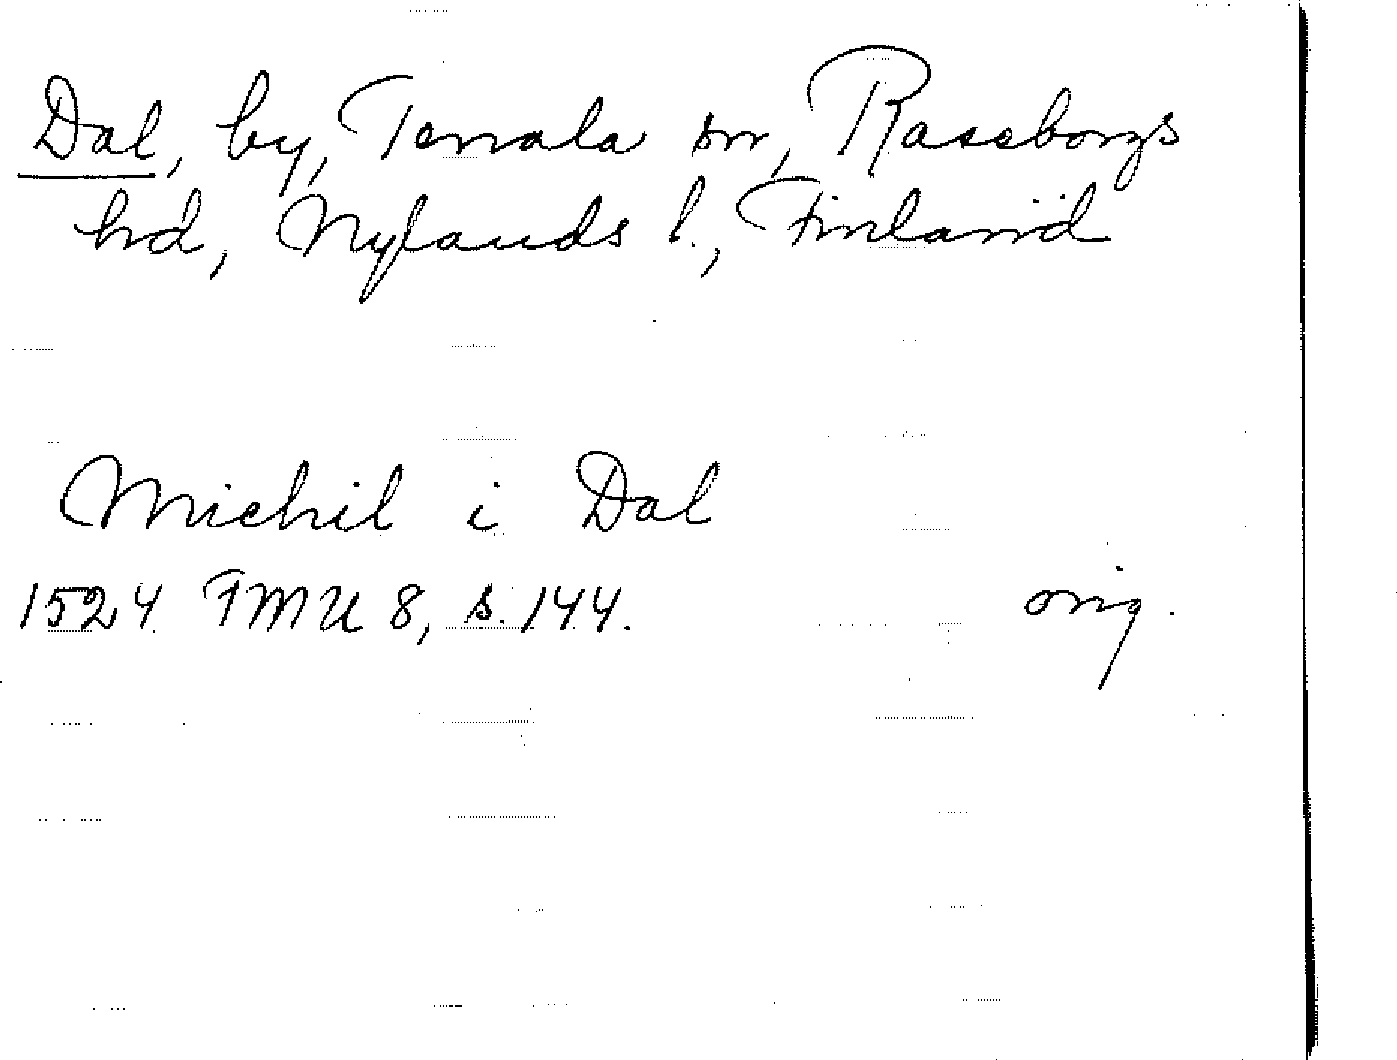 Dal, by, Tenala sn, Raseborgs
hd, Nylands l., Finland
Michil i Dal
1524 FMU 8, s. 144. orig.